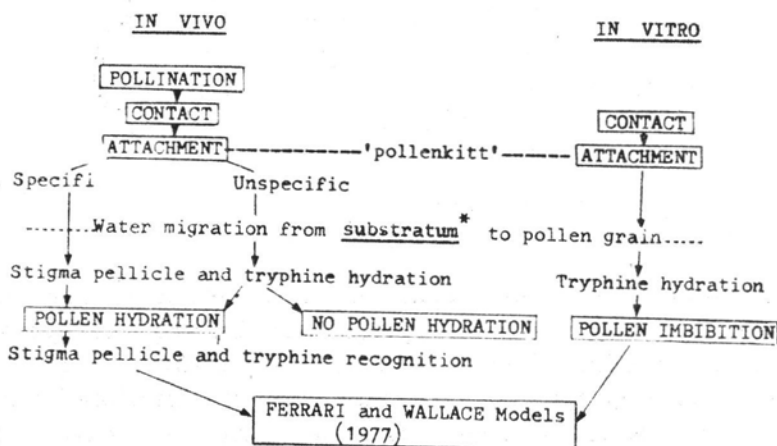 IN VIVO
IN VITRO
POLLINATION
CONTACT
CONTACT
ATTACHMENT 'pollenkitt' ATTACHMENT
Specifi Unspecific
Water migration from substratum* to pollen grain
Stigma pellicle and tryphine hydration Tryphine hydration
POLLEN HYDRATION NO POLLEN HYDRATION POLLEN IMBIBITION
Stigma pellicle and tryphine recognition
FERRARI and WALLACE Models
(1977)